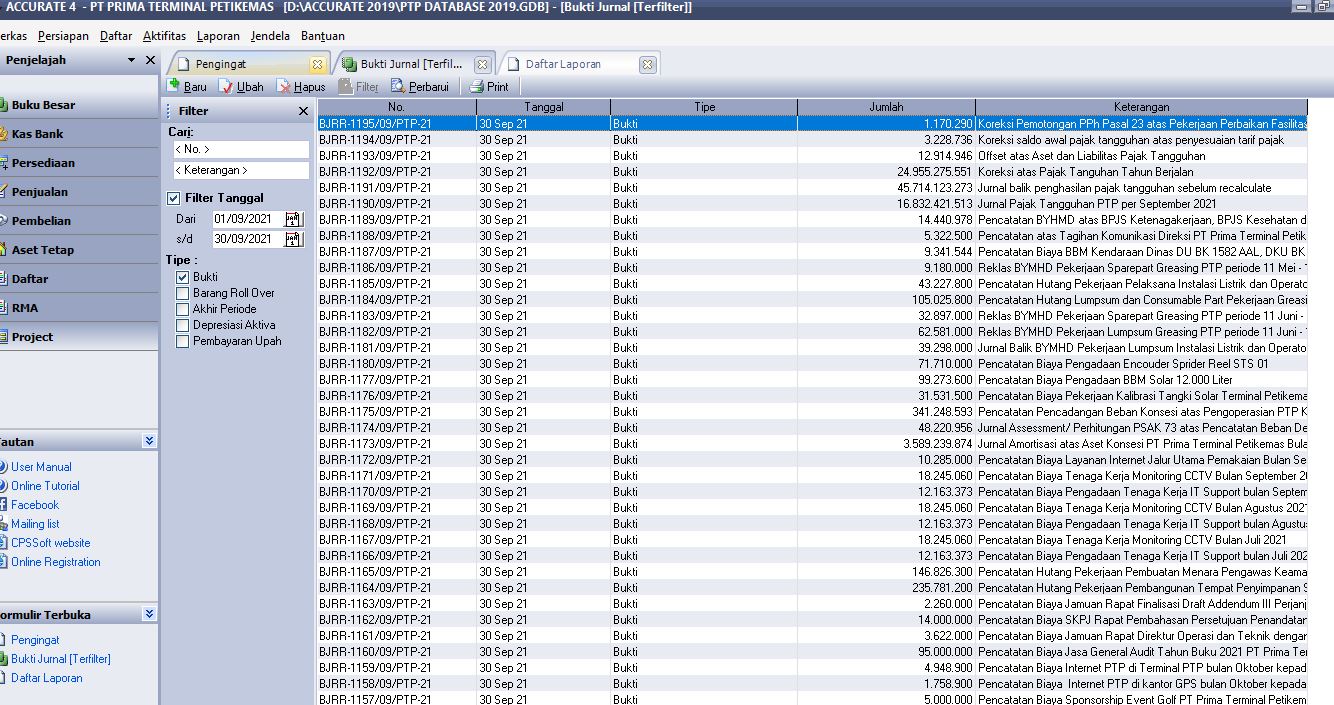 ACCURATE 4 - PT PRIMA TERMINAL PETIKEMAS [D:\ACCURATE 2019\PTP DATABASE 2019.GDB] - [Bukti Jurnal [Terfilter]]
erkas Persiapan Daftar Akifitas Laporan Jendela Bantuan
Penjelajah
Buku Besar
Kas Bank
Persediaan
Penjualan
Pembelian
Aset Tetap
Daftar
RMA
Project
autan
User Manual
Online Tutorial
Facebook
Mailing list
CPSSoft website
Online Registration
ormulir Terbuka
Pengingat
Bukti Jurnal [Terfilter]
Daftar Laporan
Pengingat Bukti Jurnal [Terfil... Daftar Laporan
Baru Ubah Hapus Filter Perbarui Print
Filter
Cari:
< No. >
< Keterangan >
Filter Tanggal
Dari 01/09/2021
s/d 30/09/2021
Tipe :
Bukti
Barang Roll Over
Akhir Periode
Depresiasi Aktiva
Pembayaran Upah
No. Tanggal Tipe Jumlah Keterangan
BJRR-1195/09/PTP-21 30 Sep 21 Bukti 1.170.290 Koreksi Pemotongan PPh Pasal 23 atas Pekerjaan Perbaikan Fasilitas
BJRR-1194/09/PTP-21 30 Sep 21 Bukti 3.228.736 Koreksi saldo awal pajak tangguhan atas penyesuaian tarif pajak
BJRR-1193/09/PTP-21 30 Sep 21 Bukti 12.914.946 Offset atas Aset dan Liabilitas Pajak Tangguhan
BJRR-1192/09/PTP-21 30 Sep 21 Bukti 24.955.275.551 Koreksi atas Pajak Tanguhan Tahun Berjalan
BJRR-1191/09/PTP-21 30 Sep 21 Bukti 45.714.123.273 Jurnal balik penghasilan pajak tangguhan sebelum recalculate
BJRR-1190/09/PTP-21 30 Sep 21 Bukti 16.832.421.513 Jurnal Pajak Tangguhan PTP per September 2021
BJRR-1189/09/PTP-21 30 Sep 21 Bukti 14.440.978 Pencatatan BYHMD atas BPJS Ketenagakerjaan, BPJS Kesehatan d
BJRR-1188/09/PTP-21 30 Sep 21 Bukti 5.322.500 Pencatatan atas Tagihan Komunikasi Direksi PT Prima Terminal Petik
BJRR-1187/09/PTP-21 30 Sep 21 Bukti 9.341.544 Pencatatan Biaya BBM Kendaraan Dinas DU BK 1582 AAL, DKU BK
BJRR-1186/09/PTP-21 30 Sep 21 Bukti 9.180.000 Reklas BYMHD Pekerjaan Sparepart Greasing PTP periode 11 Mei -
BJRR-1185/09/PTP-21 30 Sep 21 Bukti 43.227.800 Pencatatan Hutang Pekerjaan Pelaksana Instalasi Listrik dan Operato
BJRR-1184/09/PTP-21 30 Sep 21 Bukti 105.025.800 Pencatatan Hutang Lumpsum dan Consumable Part Pekerjaan Greasi
BJRR-1183/09/PTP-21 30 Sep 21 Bukti 32.897.000 Reklas BYMHD Pekerjaan Sparepart Greasing PTP periode 11 Juni -
BJRR-1182/09/PTP-21 30 Sep 21 Bukti 62.581.000 Reklas BYMHD Pekerjaan Lumpsum Greasing PTP periode 11 Juni -
BJRR-1181/09/PTP-21 30 Sep 21 Bukti 39.298.000 Jurnal Balik BYMHD Pekerjaan Lumpsum Instalasi Listrik dan Operato
BJRR-1180/09/PTP-21 30 Sep 21 Bukti 71.710.000 Pencatatan Biaya Pengadaan Encouder Sprider Reel STS 01
BJRR-1177/09/PTP-21 30 Sep 21 Bukti 99.273.600 Pencatatan Biaya Pengadaan BBM Solar 12.000 Liter
BJRR-1176/09/PTP-21 30 Sep 21 Bukti 31.531.500 Pencatatan Biaya Pekerjaan Kalibrasi Tangki Solar Terminal Petikema
BJRR-1175/09/PTP-21 30 Sep 21 Bukti 341.248.593 Pencatatan Pencadangan Beban Konsesi atas Pengoperasian PTP K
BJRR-1174/09/PTP-21 30 Sep 21 Bukti 48.220.956 Jurnal Assessment/ Perhitungan PSAK 73 atas Pencatatan Beban De
BJRR-1173/09/PTP-21 30 Sep 21 Bukti 3.589.239.874 Jurnal Amortisasi atas Aset Konsesi PT Prima Terminal Petikemas Bula
BJRR-1172/09/PTP-21 30 Sep 21 Bukti 10.285.000 Pencatatan Biaya Layanan Internet Jalur Utama Pemakaian Bulan Se
BJRR-1171/09/PTP-21 30 Sep 21 Bukti 18.245.060 Pencatatan Biaya Tenaga Kerja Monitoring CCTV Bulan September 20
BJRR-1170/09/PTP-21 30 Sep 21 Bukti 12.163.373 Pencatatan Biaya Pengadaan Tenaga Kerja IT Support bulan Septem
BJRR-1169/09/PTP-21 30 Sep 21 Bukti 18.245.060 Pencatatan Biaya Tenaga Kerja Monitoring CCTV Bulan Agustus 2021
BJRR-1168/09/PTP-21 30 Sep 21 Bukti 12.163.373 Pencatatan Biaya Pengadaan Tenaga Kerja IT Support bulan Agustu
BJRR-1167/09/PTP-21 30 Sep 21 Bukti 18.245.060 Pencatatan Biaya Tenaga Kerja Monitoring CCTV Bulan Juli 2021
BJRR-1166/09/PTP-21 30 Sep 21 Bukti 12.163.373 Pencatatan Biaya Pengadaan Tenaga Kerja IT Support bulan Juli 202
BJRR-1165/09/PTP-21 30 Sep 21 Bukti 146.826.300 Pencatatan Hutang Pekerjaan Pembuatan Menara Pengawas Keama
BJRR-1164/09/PTP-21 30 Sep 21 Bukti 235.781.200 Pencatatan Hutang Pekerjaan Pembangunan Tempat Penyimpanan S
BJRR-1163/09/PTP-21 30 Sep 21 Bukti 2.260.000 Pencatatan Biaya Jamuan Rapat Finalisasi Draft Addendum III Perjanj
BJRR-1162/09/PTP-21 30 Sep 21 Bukti 14.000.000 Pencatatan Biaya SKPJ Rapat Pembahasan Persetujuan Penandatan
BJRR-1161/09/PTP-21 30 Sep 21 Bukti 3.622.000 Pencatatan Biaya Jamuan Rapat Direktur Operasi dan Teknik dengan
BJRR-1160/09/PTP-21 30 Sep 21 Bukti 95.000.000 Pencatatan Biaya Jasa General Audit Tahun Buku 2021 PT Prima Ter
BJRR-1159/09/PTP-21 30 Sep 21 Bukti 4.948.900 Pencatatan Biaya Internet PTP di Terminal PTP bulan Oktober kepad
BJRR-1158/09/PTP-21 30 Sep 21 Bukti 1.758.900 Pencatatan Biaya Internet PTP di kantor GPS bulan Oktober kepada
BJRR-1157/09/PTP-21 30 Sep 21 Bukti 5.000.000 Pencatatan Biaya Sponsorship Event Golf PT Prima Terminal Petikem